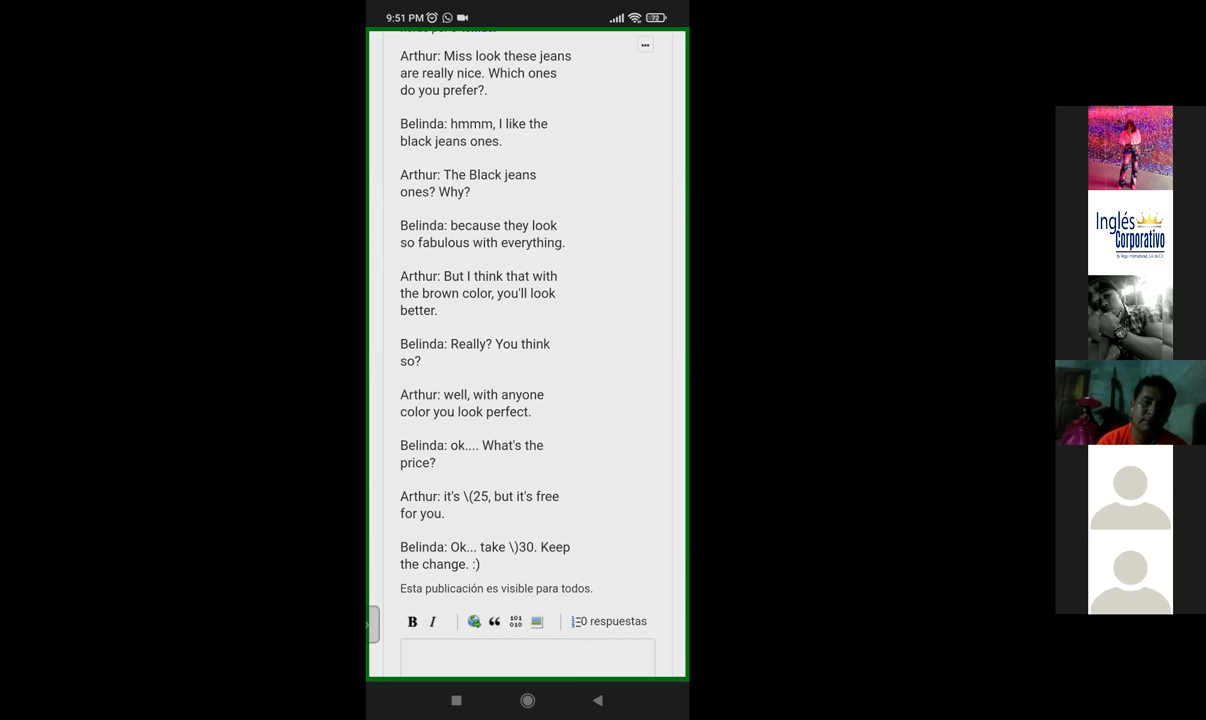 9:51 PM
72
Arthur: Miss look these jeans
are really nice. Which ones
do you prefer?.
Belinda: hmmm, I like the
black jeans ones.
Arthur: The Black jeans
ones? Why?
Belinda: because they look
so fabulous with everything.
Arthur: But I think that with
the brown color, you'll look
better.
Belinda: Really? You think
so?
Arthur: well, with anyone
color you look perfect.
Belinda: ok.... What's the
price?
Arthur: it's \(25, but it's free
for you.
Belinda: Ok... take \)30. Keep
the change. :)
Esta publicación es visible para todos.
B I 101 010 0 respuestas
Inglés
Corporativo